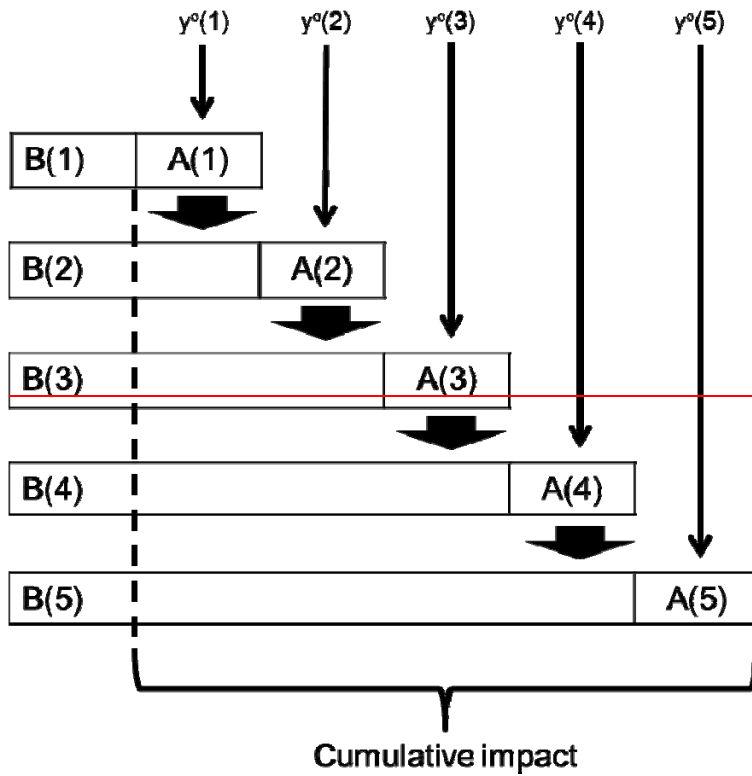 yᵒ(1) yᵒ(2) yᵒ(3) yᵒ(4) yᵒ(5)
B(1) A(1)
B(2) A(2)
B(3) A(3)
B(4) A(4)
B(5) A(5)
Cumulative impact